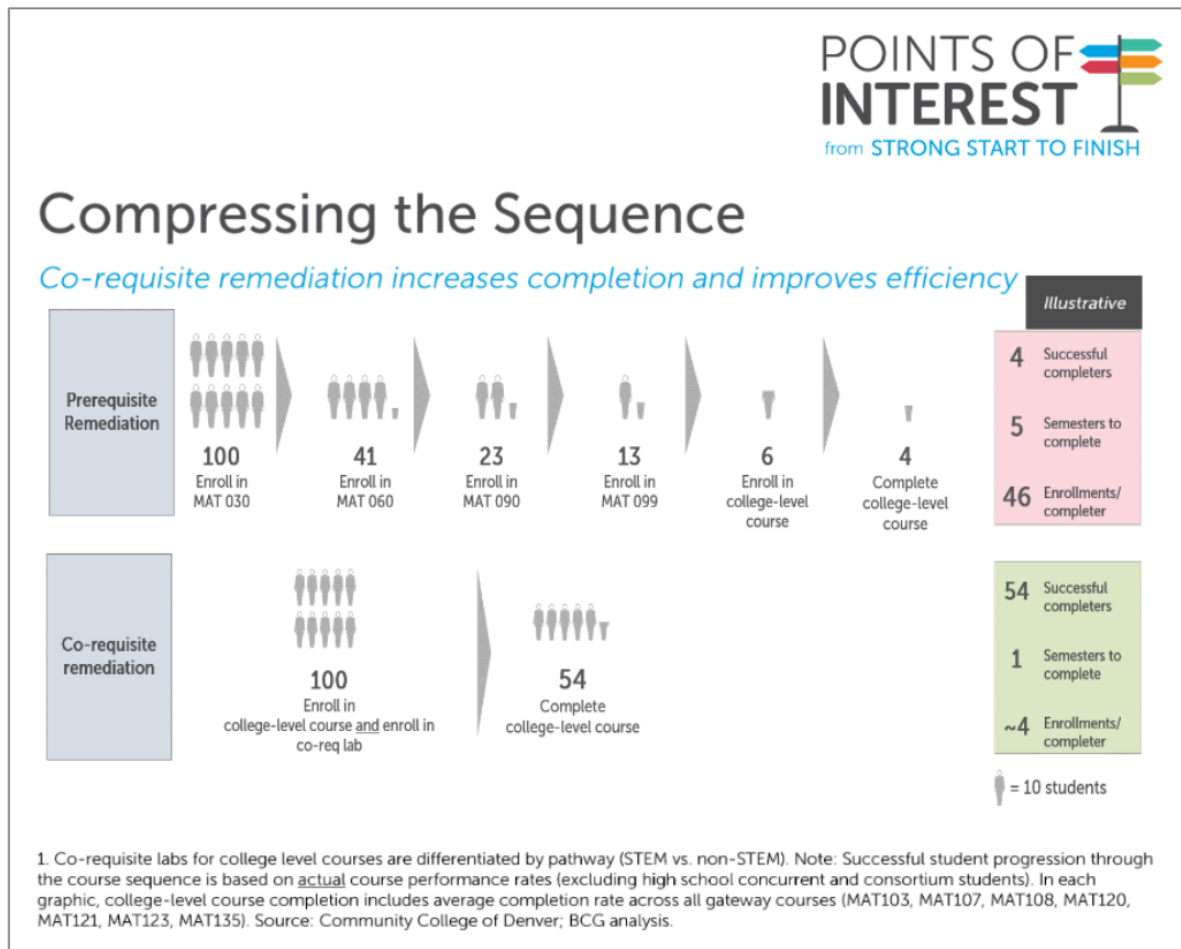 POINTS OF
INTEREST
from STRONG START TO FINISH
Compressing the Sequence
Co-requisite remediation increases completion and improves efficiency
Illustrative
Prerequisite
Remediation
100
Enroll in
MAT 030
41
Enroll in
MAT 060
23
Enroll in
MAT 090
13
Enroll in
MAT 099
6
Enroll in
college-level
course
4
Complete
college-level
course
4 Successful
completers
5 Semesters to
complete
46 Enrollments/
completer
Co-requisite
remediation
100
Enroll in
college-level course and enroll in
co-req lab
54
Complete
college-level course
54 Successful
completers
1 Semesters to
complete
~4 Enrollments/
completer
= 10 students
1. Co-requisite labs for college level courses are differentiated by pathway (STEM vs. non-STEM). Note: Successful student progression through
the course sequence is based on actual course performance rates (excluding high school concurrent and consortium students). In each
graphic, college-level course completion includes average completion rate across all gateway courses (MAT103, MAT107, MAT108, MAT120,
MAT121, MAT123, MAT135). Source: Community College of Denver; BCG analysis.